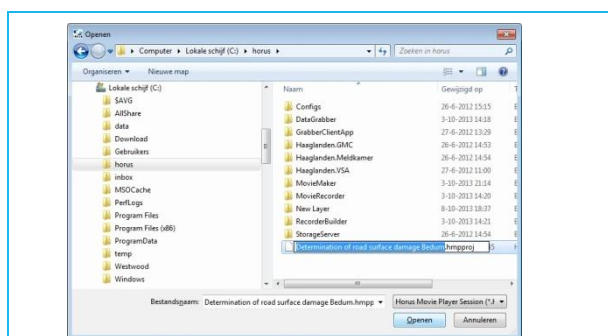 Openen
Computer Lokale schijf (C:) horus
Zoeken in horus
Organiseren Nieuwe map
Lokale schijf (C:)
$AVG
AllShare
data
Download
Gebruikers
horus
inbox
MSOCache
PerfLogs
Program Files
Program Files (x86)
ProgramData
temp
Westwood
Windows
Naam Gewijzigd op T
Configs 26-6-2012 15:15 E
DataGrabber 3-10-2013 14:18 E
GrabberClientApp 27-6-2012 13:29 E
Haaglanden.GMC 26-6-2012 14:53 E
Haaglanden.Meldkamer 26-6-2012 14:54 E
Haaglanden.VSA 27-6-2012 11:00 E
MovieMaker 3-10-2013 21:14 E
MovieRecorder 3-10-2013 14:20 E
New Layer 8-10-2013 18:37 E
RecorderBuilder 3-10-2013 14:21 E
StorageServer 26-6-2012 14:54 E
Determination of road surface damage Bedum.hmpproj 35 H
Bestandsnaam: Determination of road surface damage Bedum.hmpp
Horus Movie Player Session (*.h
Openen Annuleren